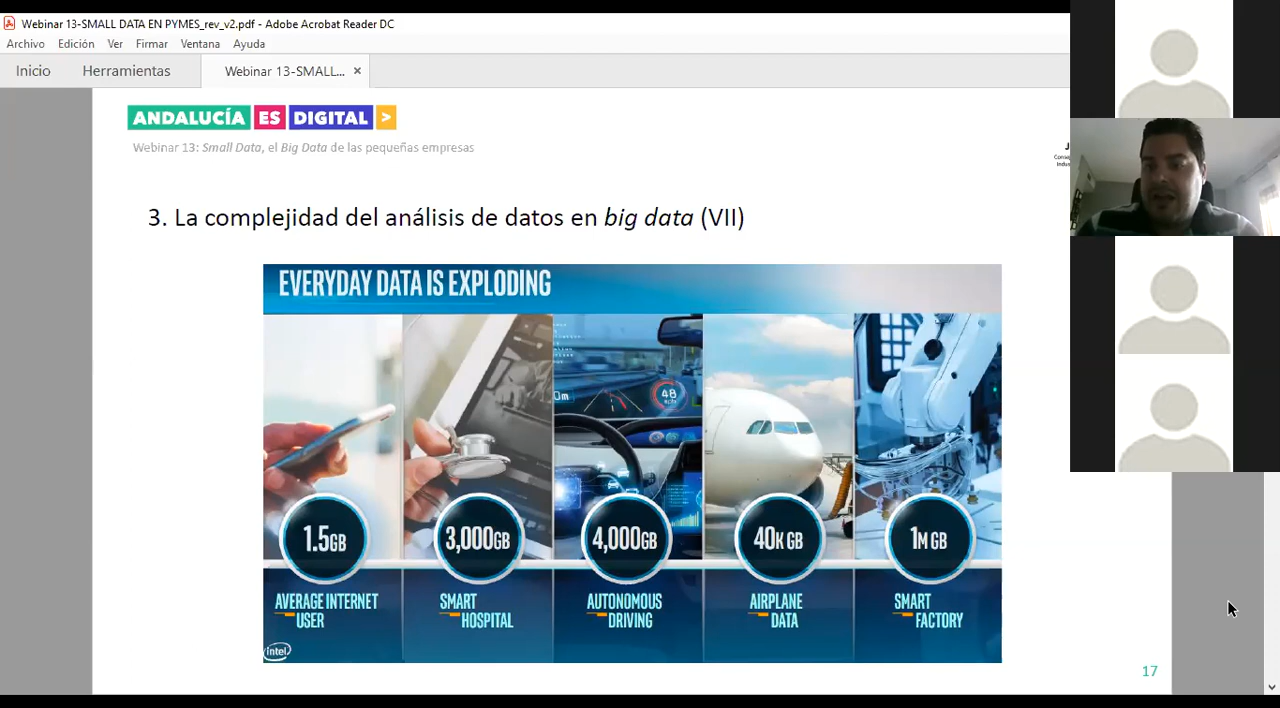 Webinar 13-SMALL DATA EN PYMES_rev_v2.pdf - Adobe Acrobat Reader DC
Archivo Edición Ver Firmar Ventana Ayuda
Inicio Herramientas Webinar 13-SMALL... ×
ANDALUCÍA ES DIGITAL >
Webinar 13: Small Data, el Big Data de las pequeñas empresas
3. La complejidad del análisis de datos en big data (VII)
EVERYDAY DATA IS EXPLODING
48
1.5GB 3,000GB 4,000GB 40K GB 1M GB
AVERAGE INTERNET USER
SMART HOSPITAL
AUTONOMOUS DRIVING
AIRPLANE DATA
SMART FACTORY
intel
17